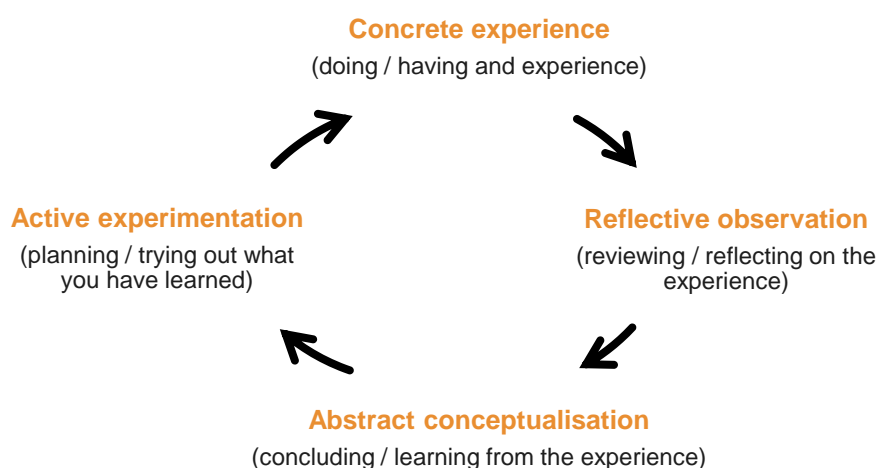 Concrete experience
(doing / having and experience)
Active experimentation
(planning / trying out what
you have learned)
Reflective observation
(reviewing / reflecting on the
experience)
Abstract conceptualisation
(concluding / learning from the experience)